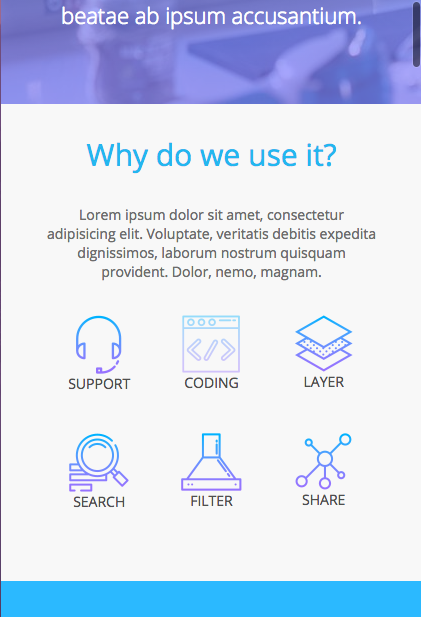 beatae ab ipsum accusantium.
Why do we use it?
Lorem ipsum dolor sit amet, consectetur
adipisicing elit. Voluptate, veritatis debitis expedita
dignissimos, laborum nostrum quisquam
provident. Dolor, nemo, magnam.
SUPPORT
CODING
LAYER
SEARCH
FILTER
SHARE